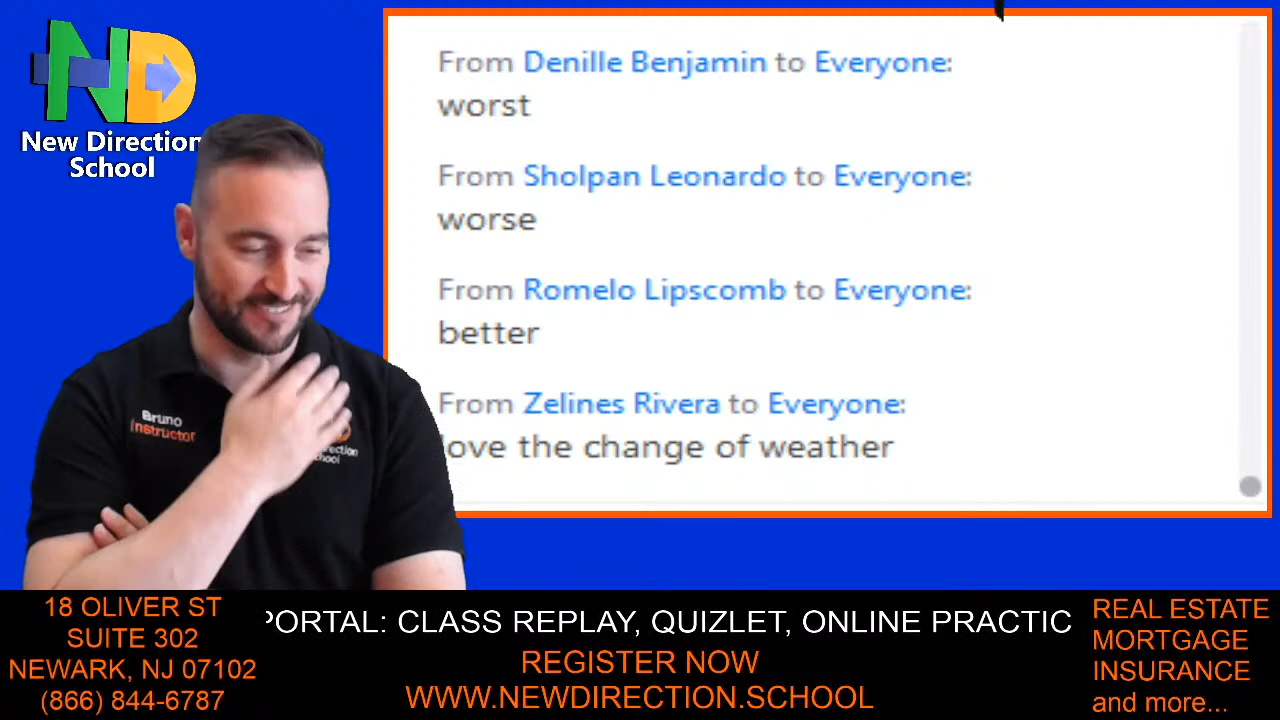 ND
New Direction
School
From Denille Benjamin to Everyone:
worst
From Sholpan Leonardo to Everyone:
worse
From Romelo Lipscomb to Everyone:
better
From Zelines Rivera to Everyone:
love the change of weather
Bruno
Instructor
School
18 OLIVER ST
SUITE 302
NEWARK, NJ 07102
(866) 844-6787
PORTAL: CLASS REPLAY, QUIZLET, ONLINE PRACTIC
REGISTER NOW
WWW.NEWDIRECTION.SCHOOL
REAL ESTATE
MORTGAGE
INSURANCE
and more...